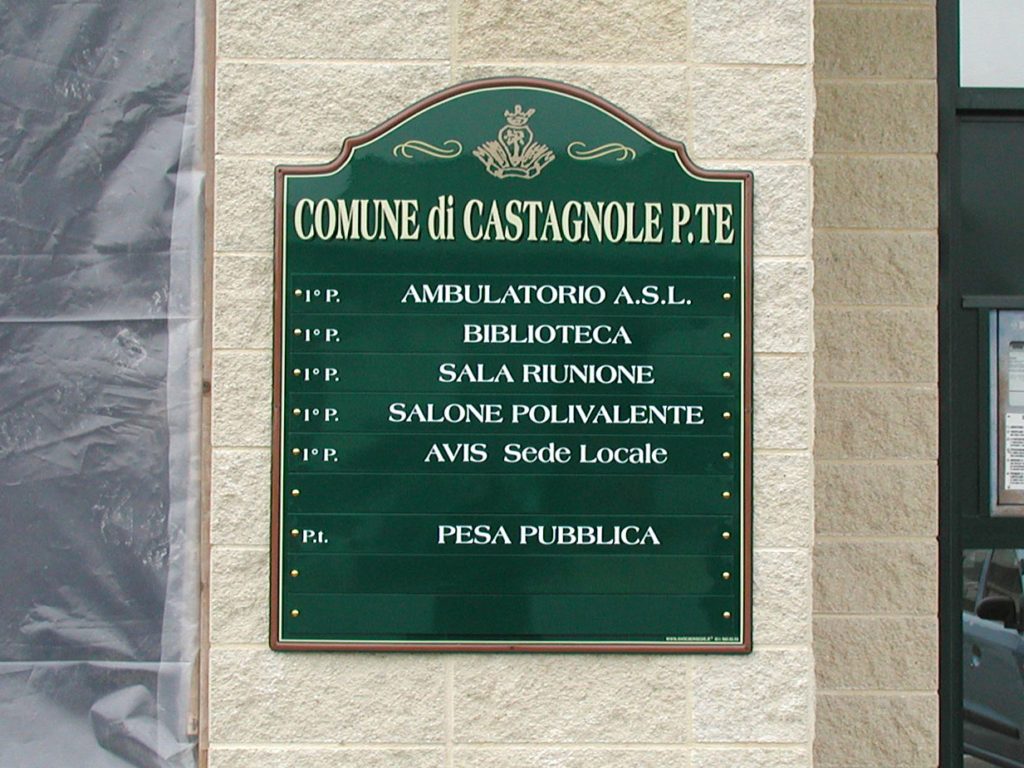 COMUNE di CASTAGNOLE P.TE
1° P. AMBULATORIO A.S.L.
1° P. BIBLIOTECA
1° P. SALA RIUNIONE
1° P. SALONE POLIVALENTE
1° P. AVIS Sede Locale
P.t. PESA PUBBLICA